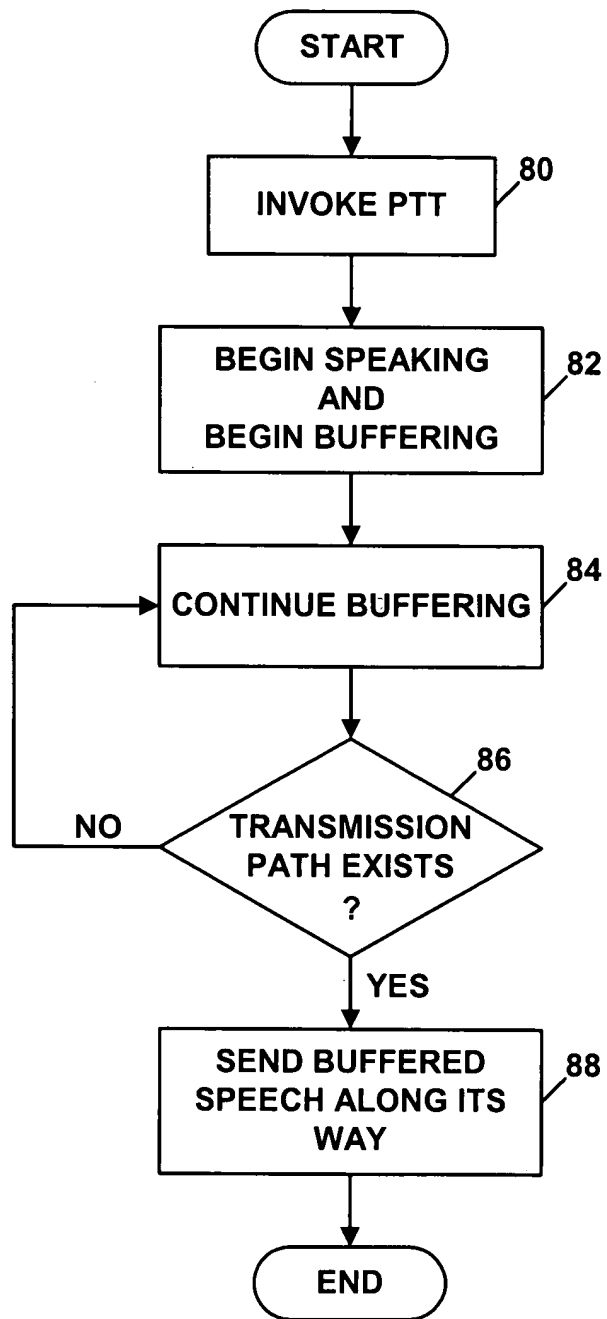 START
INVOKE PTT
80
BEGIN SPEAKING
AND
BEGIN BUFFERING
82
CONTINUE BUFFERING
84
TRANSMISSION
PATH EXISTS
?
86
NO
YES
SEND BUFFERED
SPEECH ALONG ITS
WAY
88
END